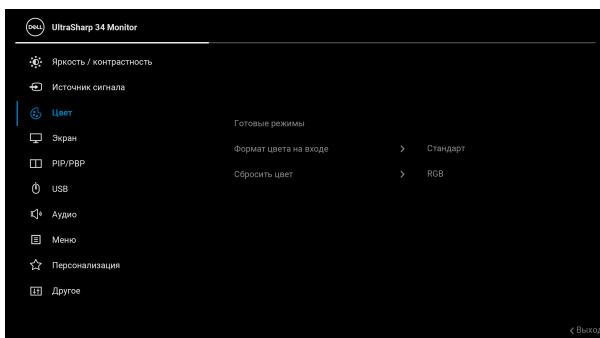 DELL UltraSharp 34 Monitor
Яркость / контрастность
Источник сигнала
Цвет
Экран
PIP/PBP
USB
Аудио
Меню
Персонализация
Другое
Готовые режимы
Формат цвета на входе Стандарт
Сбросить цвет RGB
Выход